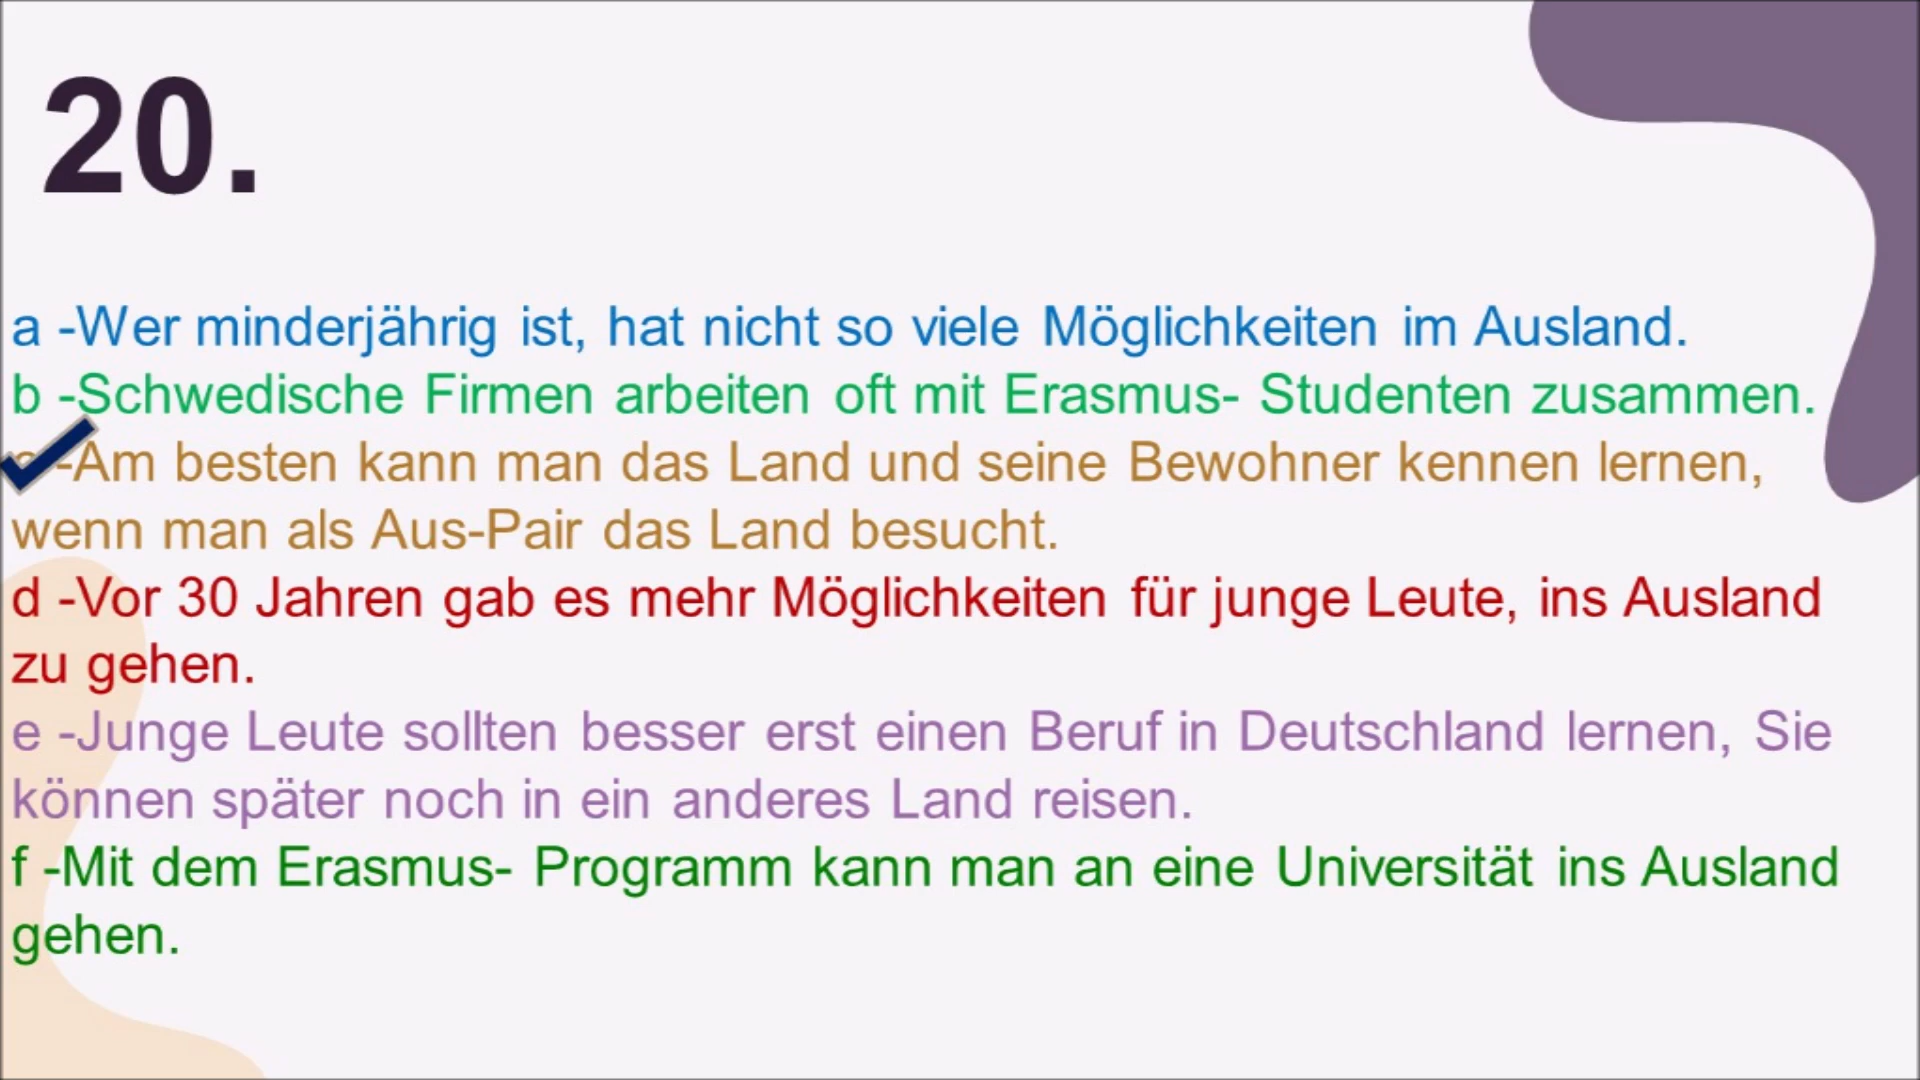 20.
a -Wer minderjährig ist, hat nicht so viele Möglichkeiten im Ausland.
b -Schwedische Firmen arbeiten oft mit Erasmus- Studenten zusammen.
-Am besten kann man das Land und seine Bewohner kennen lernen,
wenn man als Aus-Pair das Land besucht.
d -Vor 30 Jahren gab es mehr Möglichkeiten für junge Leute, ins Ausland
zu gehen.
e -Junge Leute sollten besser erst einen Beruf in Deutschland lernen, Sie
können später noch in ein anderes Land reisen.
f -Mit dem Erasmus- Programm kann man an eine Universität ins Ausland
gehen.